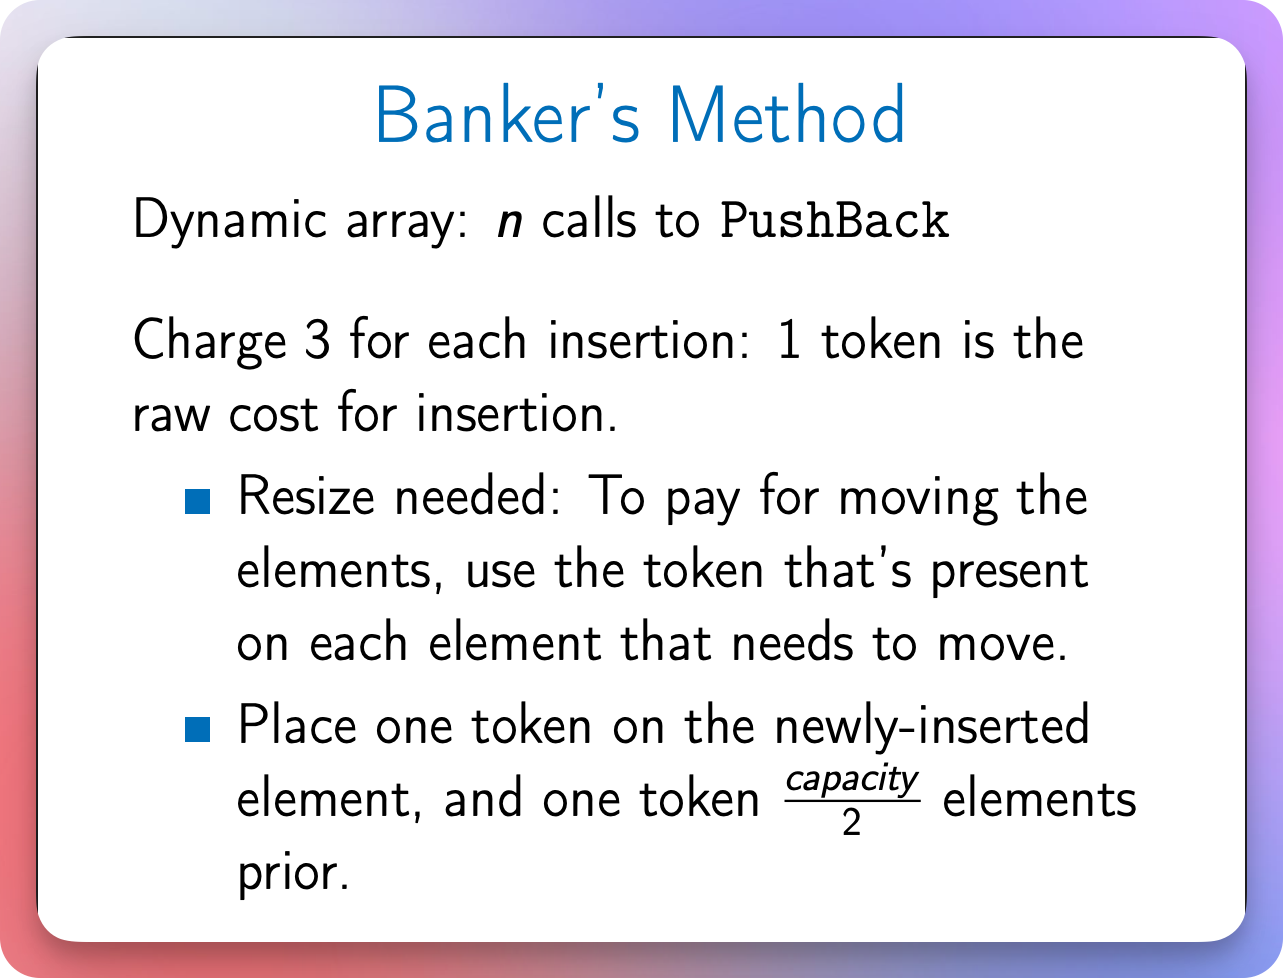 Banker's Method
Dynamic array: n calls to PushBack
Charge 3 for each insertion: 1 token is the
raw cost for insertion.
Resize needed: To pay for moving the
elements, use the token that's present
on each element that needs to move.
Place one token on the newly-inserted
element, and one token capacity/2 elements
prior.